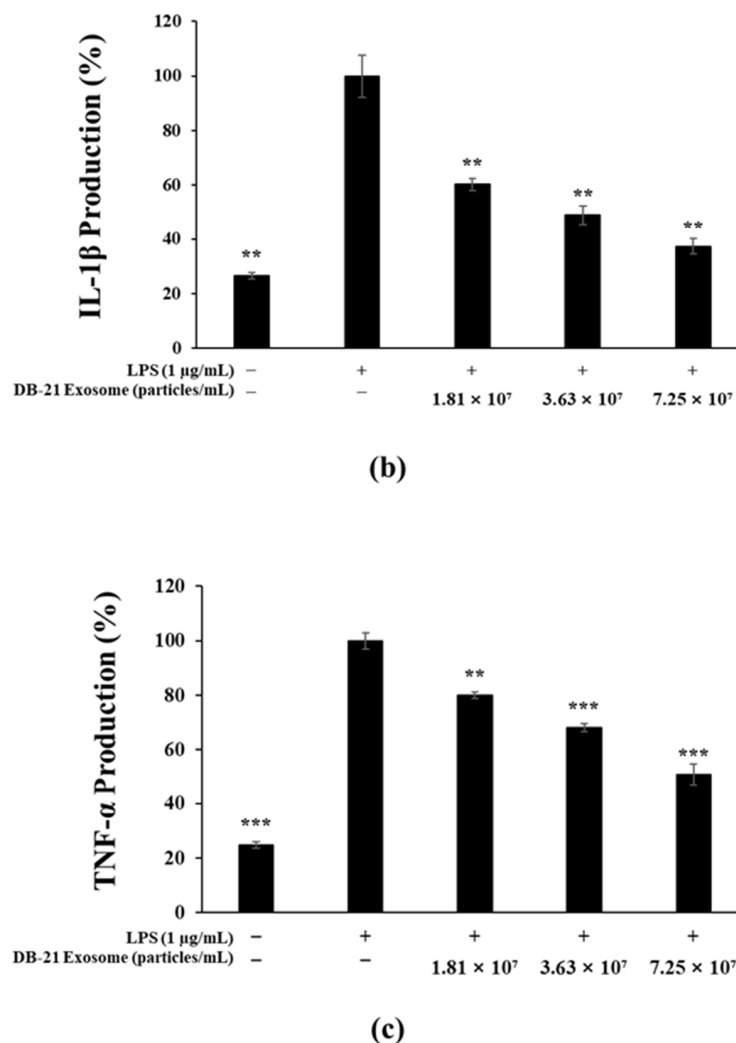 120
100
80
60
40
20
0
IL-1β Production (%)
**
**
**
**
LPS (1 μg/mL) – + + + +
DB-21 Exosome (particles/mL) – – 1.81 × 10⁷ 3.63 × 10⁷ 7.25 × 10⁷
(b)
120
100
80
60
40
20
0
TNF-α Production (%)
***
**
***
***
LPS (1 μg/mL) – + + + +
DB-21 Exosome (particles/mL) – – 1.81 × 10⁷ 3.63 × 10⁷ 7.25 × 10⁷
(c)